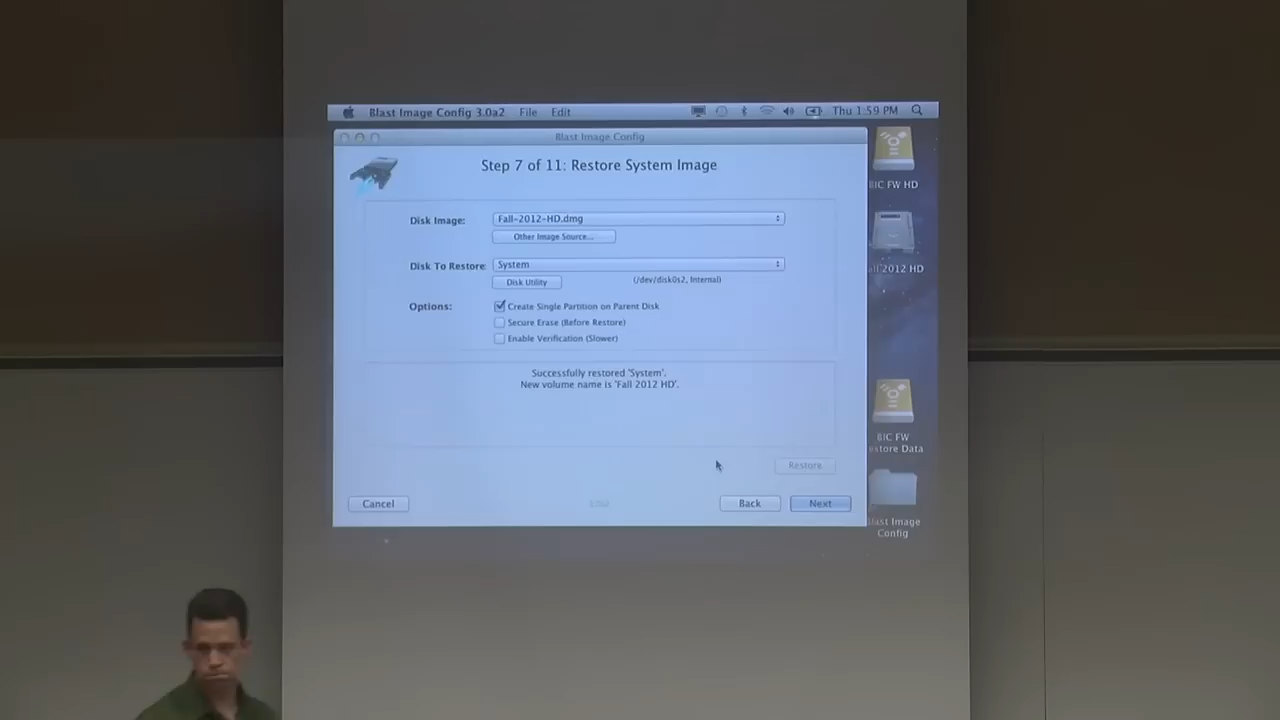 Blast Image Config 3.0a2 File Edit Thu 1:59 PM
Blast Image Config
Step 7 of 11: Restore System Image
Disk Image: Fall-2012-HD.dmg
Other Image Source...
Disk To Restore: System
Disk Utility (/dev/disk0s2, Internal)
Options: Create Single Partition on Parent Disk
Secure Erase (Before Restore)
Enable Verification (Slower)
Successfully restored 'System'.
New volume name is 'Fall 2012 HD'.
Restore
Cancel Back Next
BIC FW HD
all 2012 HD
BIC FW
estore Data
Blast Image
Config